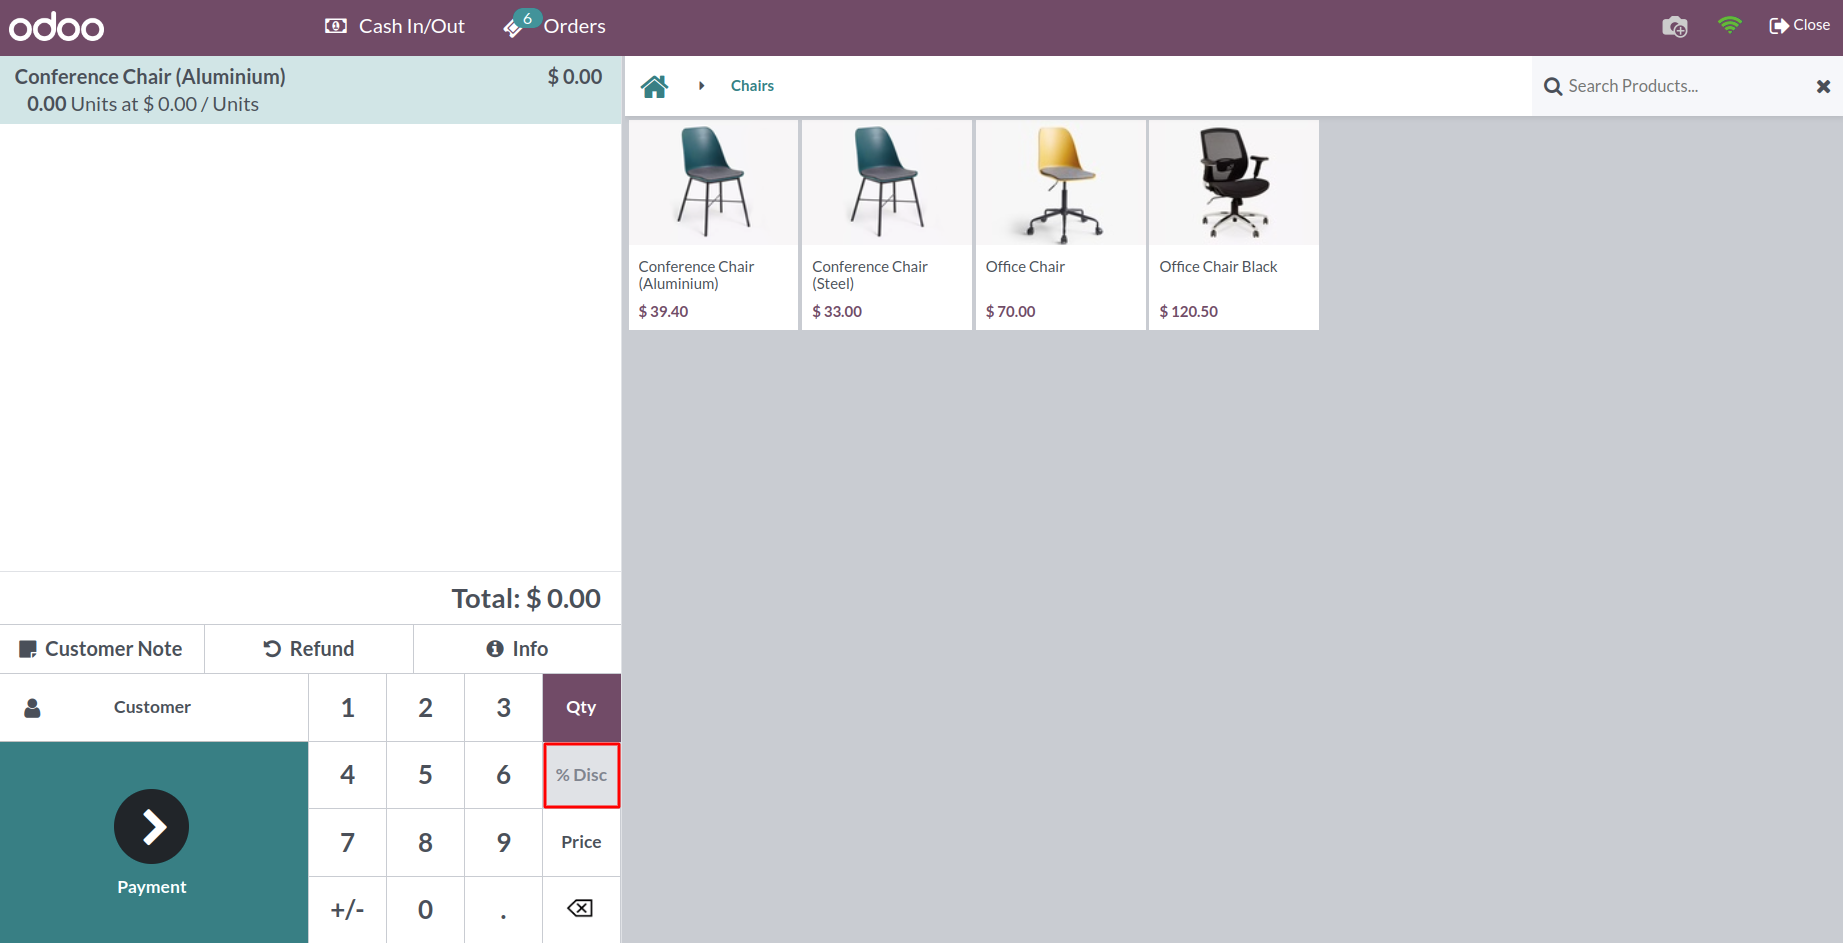 odoo
Cash In/Out
6
Orders
Close
Conference Chair (Aluminium)
$ 0.00
0.00 Units at $ 0.00 / Units
Chairs
Search Products...
Conference Chair
(Aluminium)
$ 39.40
Conference Chair
(Steel)
$ 33.00
Office Chair
$ 70.00
Office Chair Black
$ 120.50
Total: $ 0.00
Customer Note
Refund
Info
Customer
1
2
3
Qty
4
5
6
% Disc
Payment
7
8
9
Price
+/-
0
.